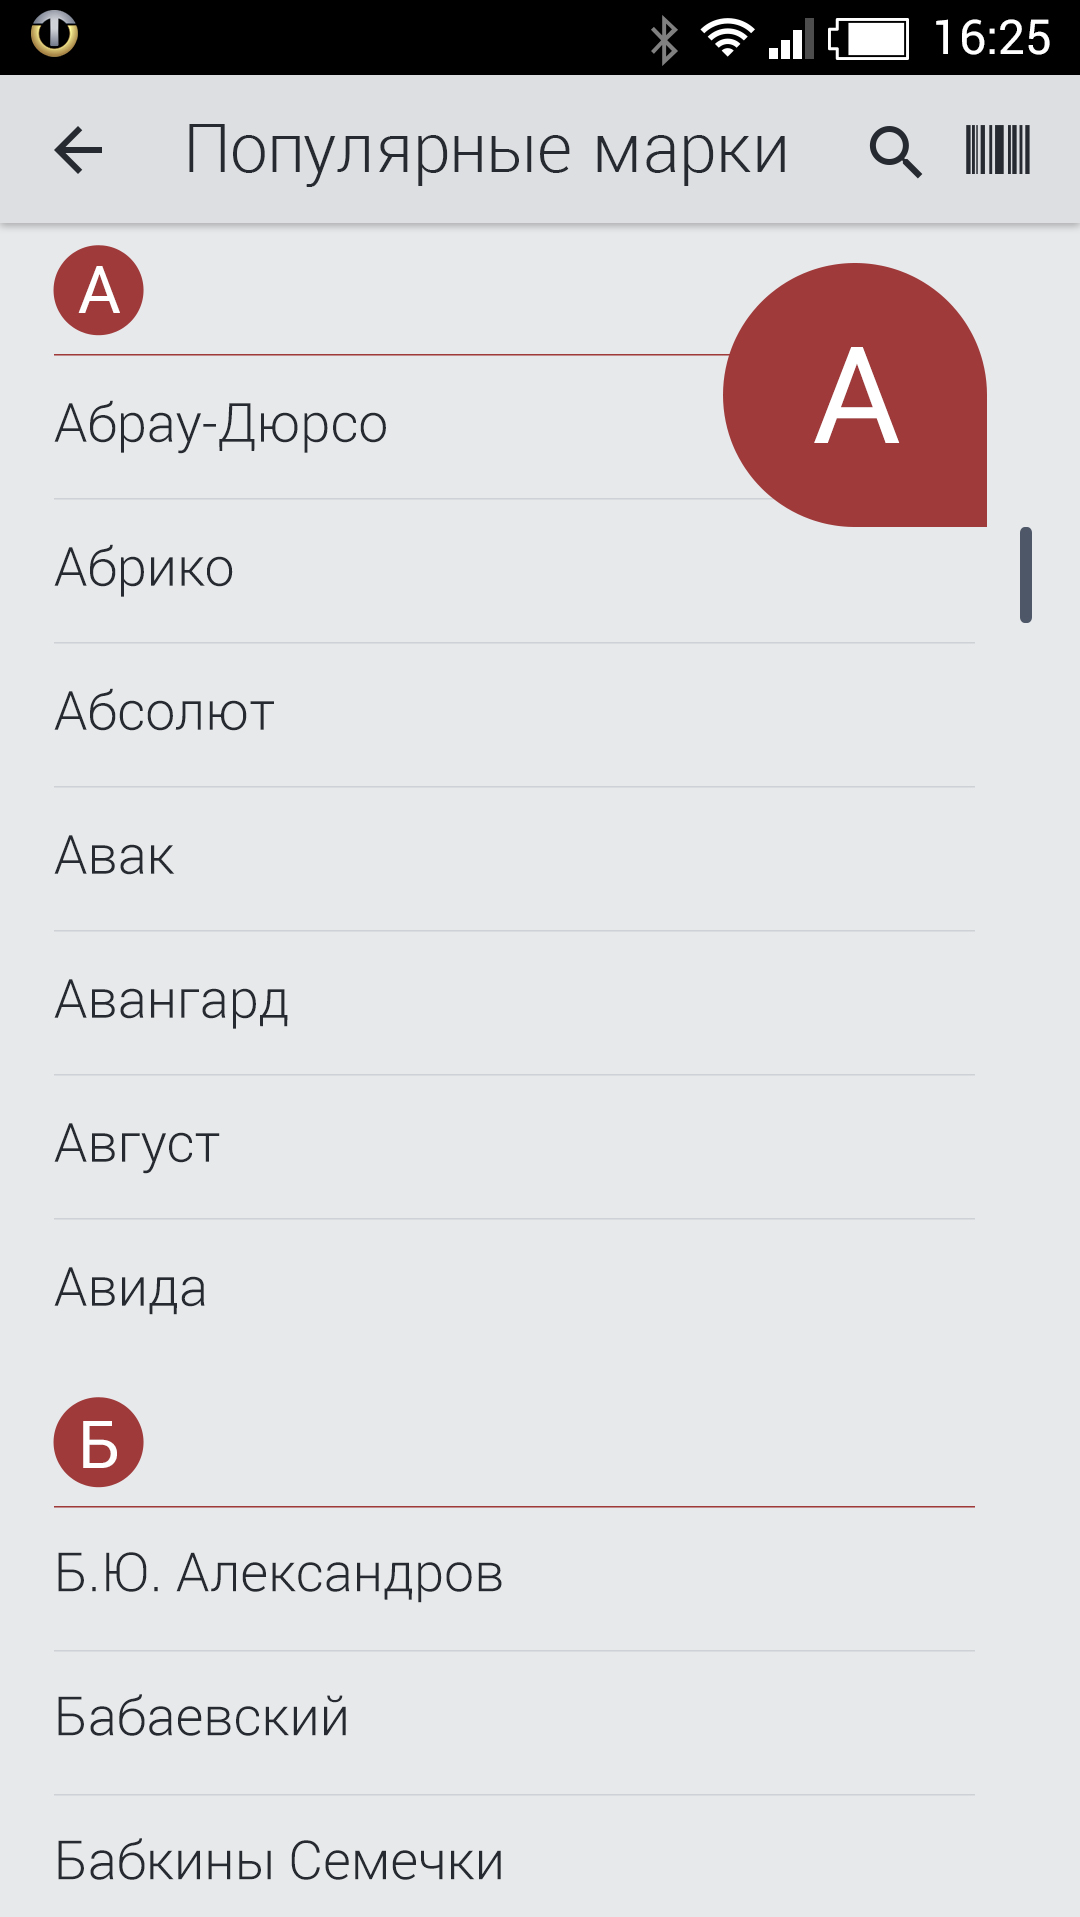 16:25
Популярные марки
А
А
Абрау-Дюрсо
Абрико
Абсолют
Авак
Авангард
Август
Авида
Б
Б.Ю. Александров
Бабаевский
Бабкины Семечки